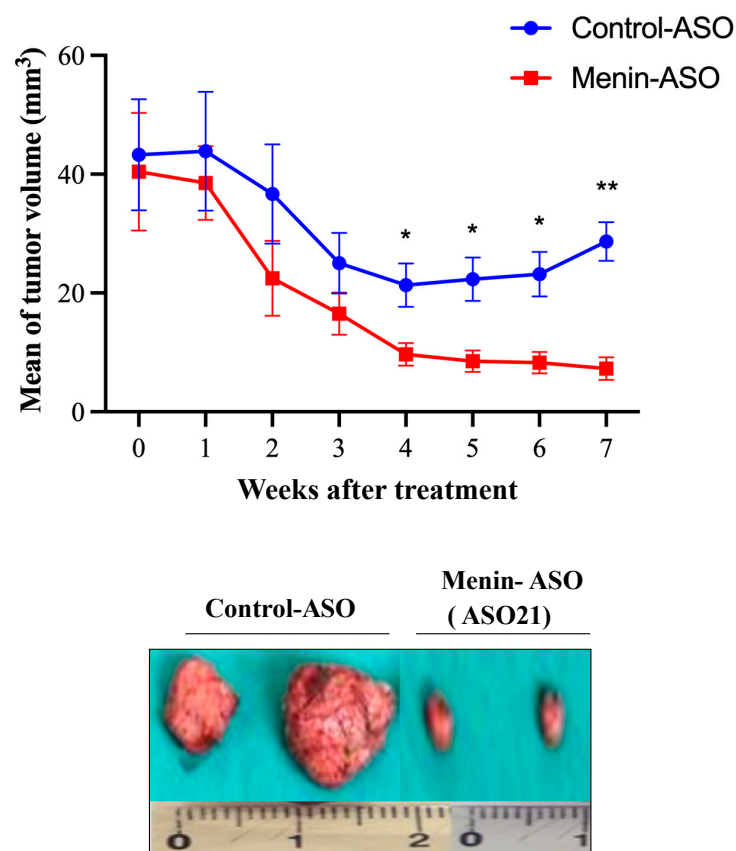 Control-ASO
Menin-ASO
Mean of tumor volume (mm³)
60
40
20
0
* * * **
0 1 2 3 4 5 6 7
Weeks after treatment
Control-ASO
Menin- ASO
( ASO21)
0 1 2 0 1